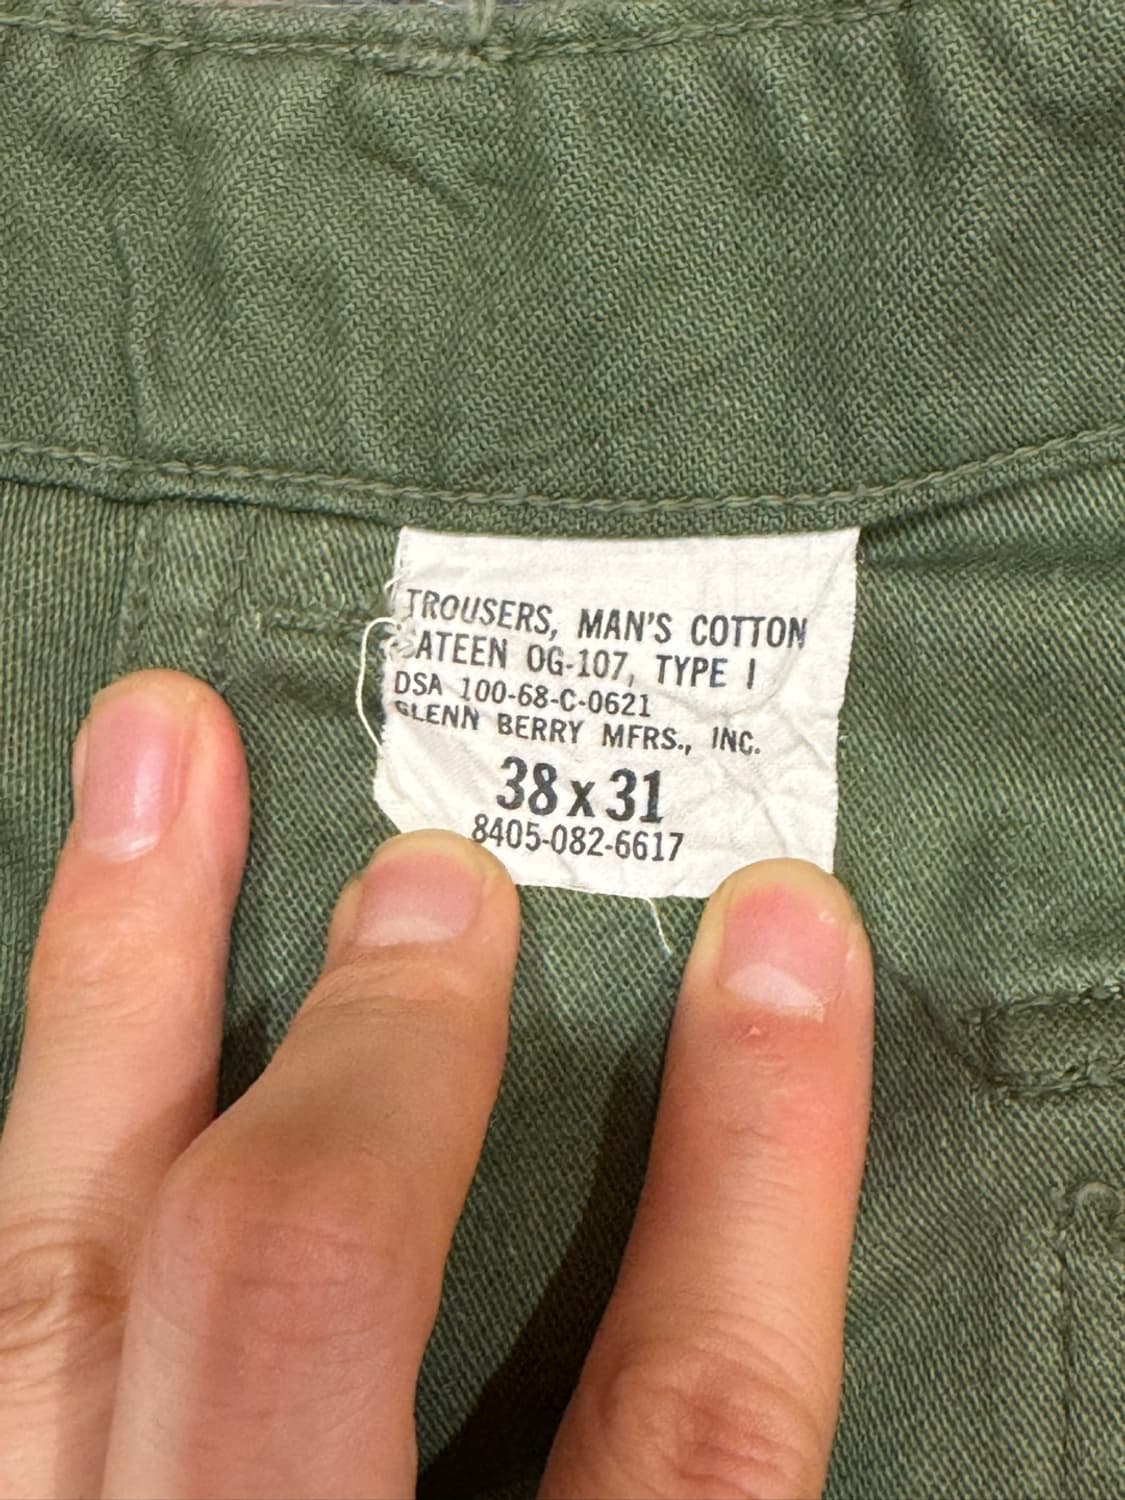 TROUSERS, MAN'S COTTON
SATEEN OG-107, TYPE I
DSA 100-68-C-0621
GLENN BERRY MFRS., INC.
38 x 31
8405-082-6617